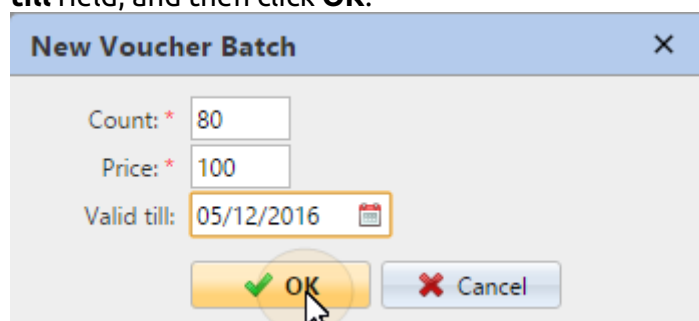 till field, and then click OK.
New Voucher Batch
Count: * 80
Price: * 100
Valid till: 05/12/2016
OK Cancel